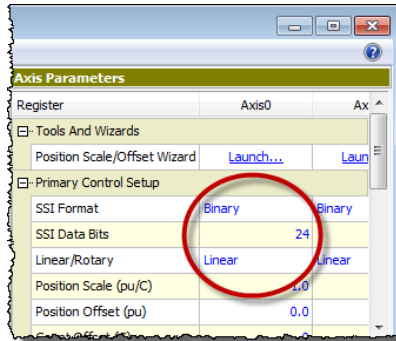 Axis Parameters
Register Axis0 Ax
Tools And Wizards
Position Scale/Offset Wizard Launch... Laun
Primary Control Setup
SSI Format Binary Binary
SSI Data Bits 24
Linear/Rotary Linear Linear
Position Scale (pu/C) 1.0
Position Offset (pu) 0.0